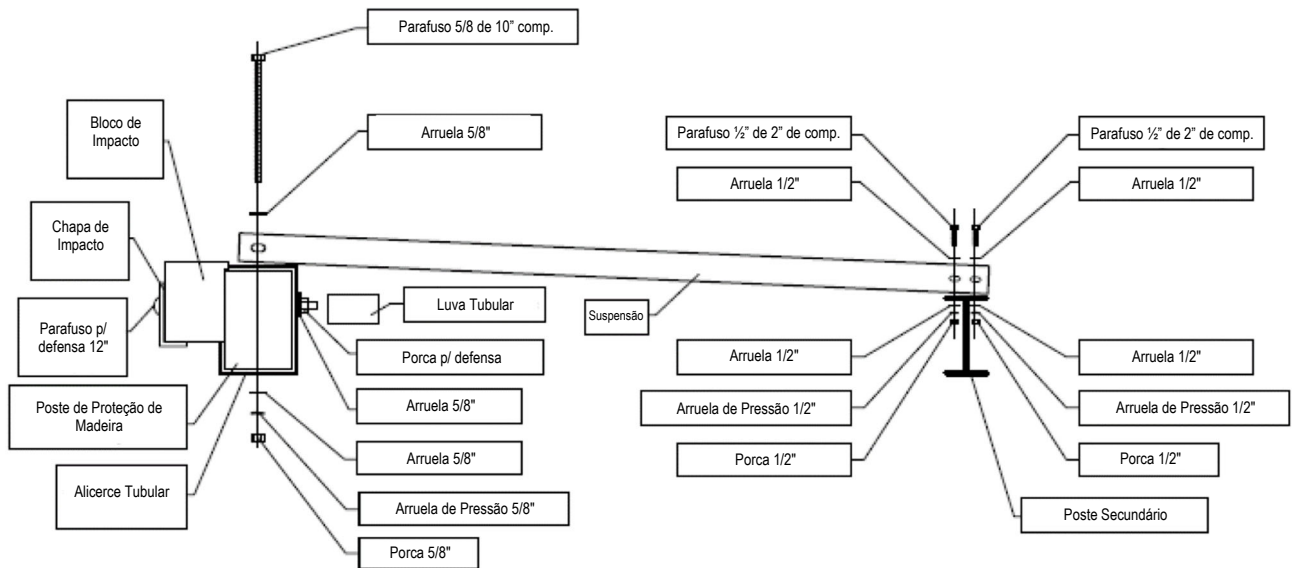 Parafuso 5/8 de 10” comp.
Bloco de
Impacto
Arruela 5/8"
Parafuso ½” de 2” de comp.
Parafuso ½” de 2” de comp.
Arruela 1/2"
Arruela 1/2"
Chapa de
Impacto
Luva Tubular
Suspensão
Parafuso p/
defensa 12"
Porca p/ defensa
Arruela 1/2"
Arruela 1/2"
Poste de Proteção de
Madeira
Arruela 5/8"
Arruela de Pressão 1/2"
Arruela de Pressão 1/2"
Arruela 5/8"
Porca 1/2"
Porca 1/2"
Alicerce Tubular
Arruela de Pressão 5/8"
Poste Secundário
Porca 5/8"